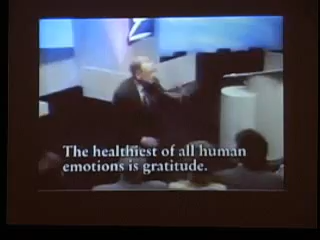 The healthiest of all human
emotions is gratitude.